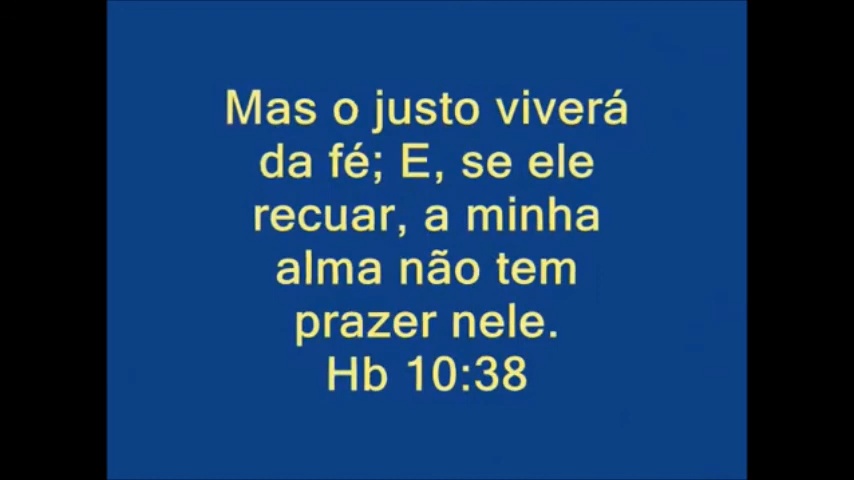 Mas o justo viverá
da fé; E, se ele
recuar, a minha
alma não tem
prazer nele.
Hb 10:38